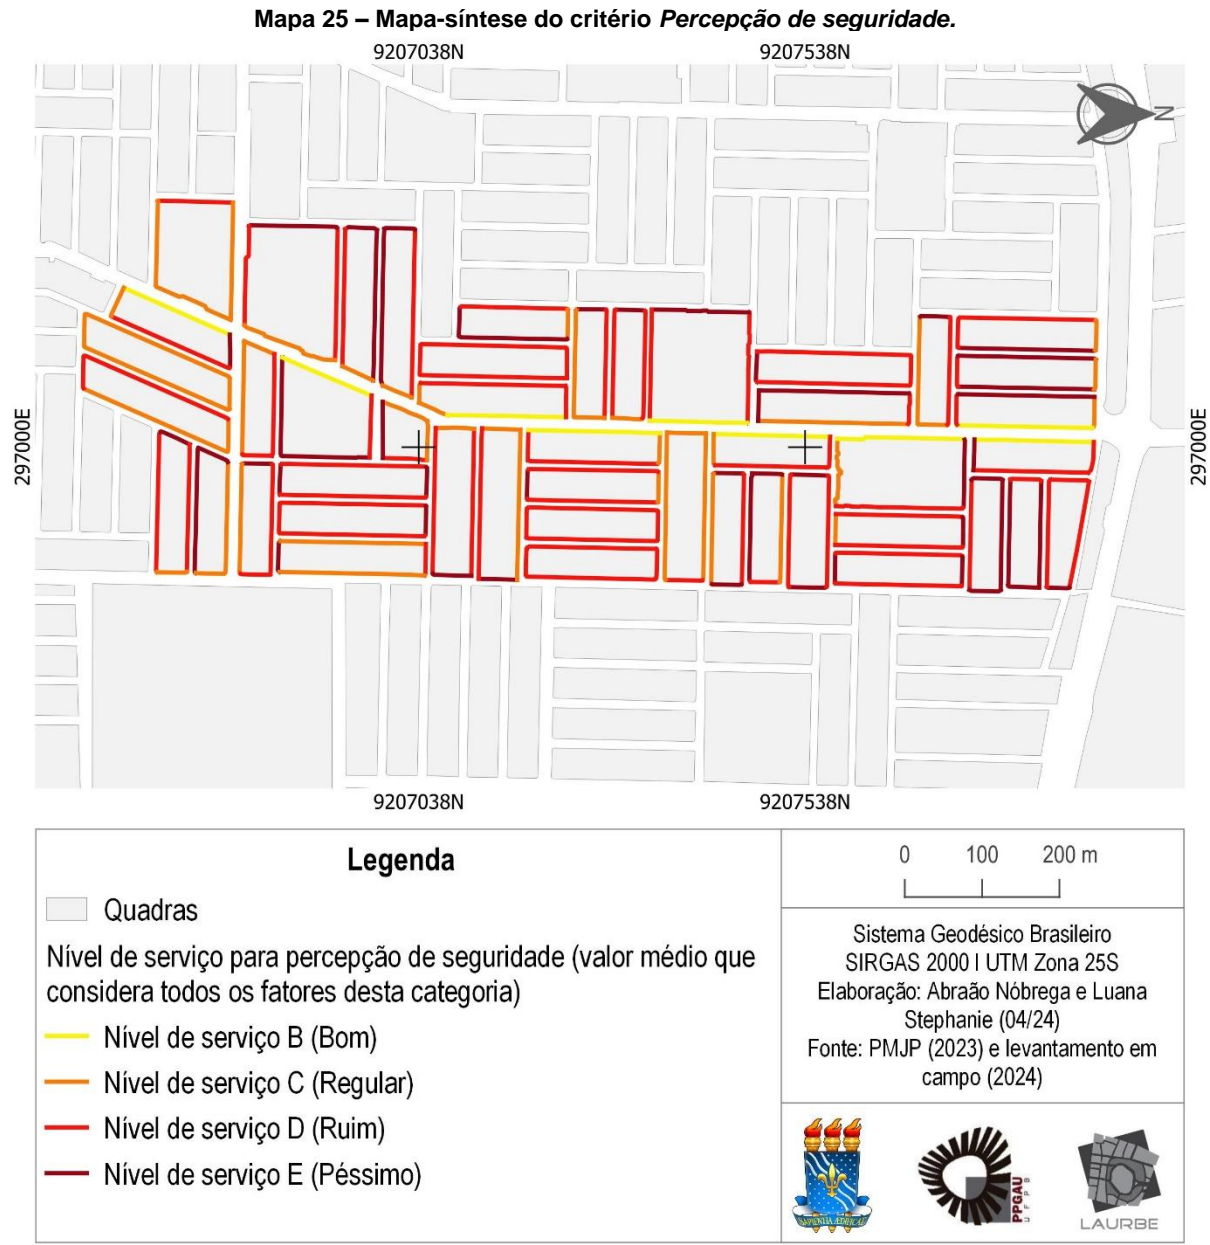 Mapa 25 – Mapa-síntese do critério Percepção de seguridade.
9207038N 9207538N
N
297000E 297000E
9207038N 9207538N
Legenda
Quadras
Nível de serviço para percepção de seguridade (valor médio que
considera todos os fatores desta categoria)
Nível de serviço B (Bom)
Nível de serviço C (Regular)
Nível de serviço D (Ruim)
Nível de serviço E (Péssimo)
0 100 200 m
Sistema Geodésico Brasileiro
SIRGAS 2000 I UTM Zona 25S
Elaboração: Abraão Nóbrega e Luana
Stephanie (04/24)
Fonte: PMJP (2023) e levantamento em
campo (2024)
SAPIENTIA ÆDIFICAT
PPGAU
UFPB
LAURBE